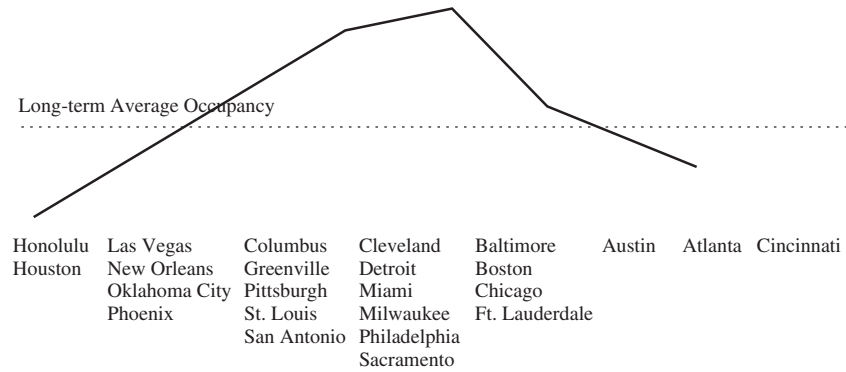 Long-term Average Occupancy
Honolulu Las Vegas Columbus Cleveland Baltimore Austin Atlanta Cincinnati
Houston New Orleans Greenville Detroit Boston
Oklahoma City Pittsburgh Miami Chicago
Phoenix St. Louis Milwaukee Ft. Lauderdale
San Antonio Philadelphia
Sacramento